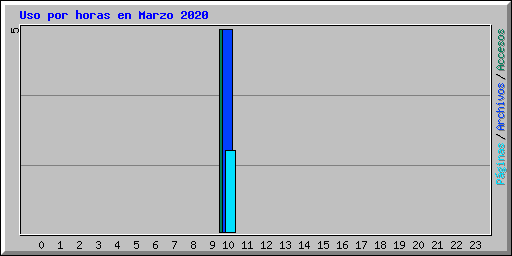 Uso por horas en Marzo 2020
5
0 1 2 3 4 5 6 7 8 9 10 11 12 13 14 15 16 17 18 19 20 21 22 23
Páginas / Archivos / Accesos